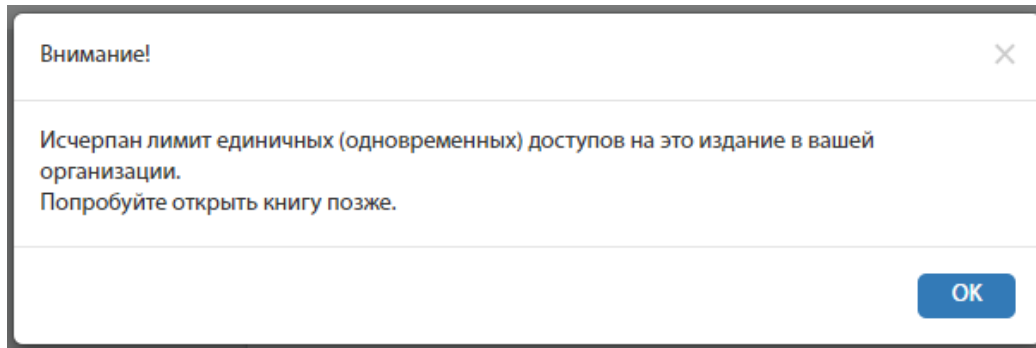 Внимание!
Исчерпан лимит единичных (одновременных) доступов на это издание в вашей
организации.
Попробуйте открыть книгу позже.
OK